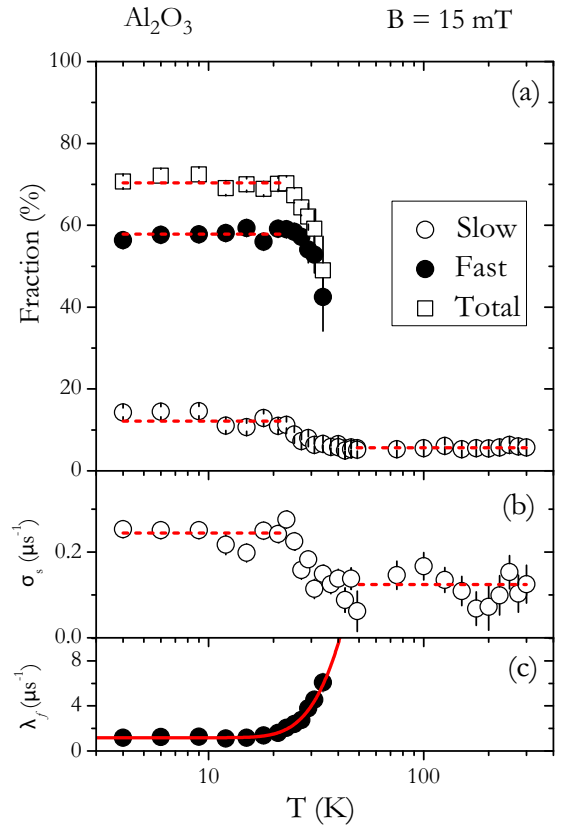 Al₂O₃ B = 15 mT
100
(a)
80
60
Fraction (%)
Slow
Fast
Total
40
20
0
(b)
0.2
σₛ (μs⁻¹)
0.0
8
(c)
λ_f (μs⁻¹)
4
0
10 100
T (K)